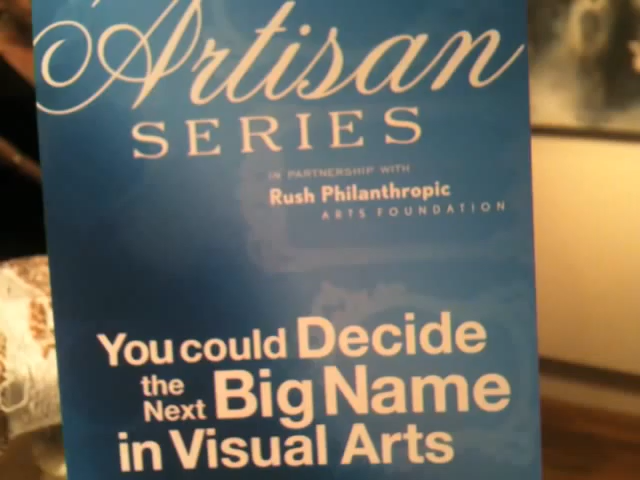 Artisan
SERIES
IN PARTNERSHIP WITH
Rush Philanthropic
ARTS FOUNDATION
You could Decide
the Next Big Name
in Visual Arts